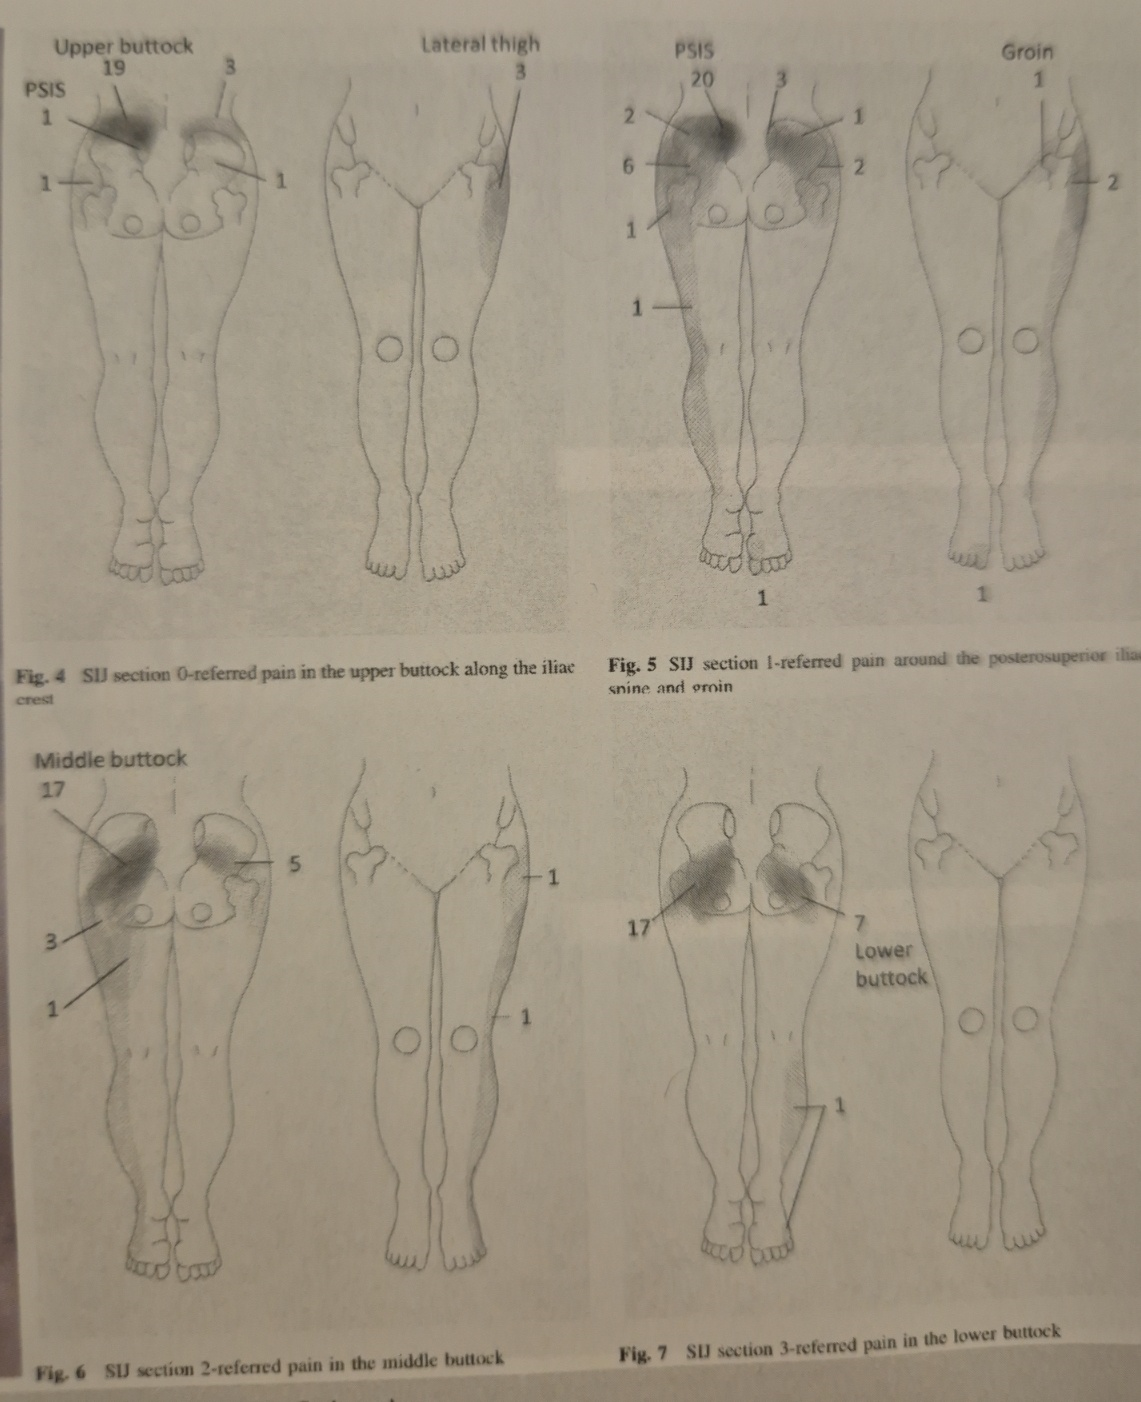 Upper buttock
19
3
PSIS
1
1
1
Lateral thigh
3
PSIS
20
3
2
1
6
2
1
1
1
Groin
1
2
1
Fig. 4 SIJ section 0-referred pain in the upper buttock along the iliac
crest
Fig. 5 SIJ section 1-referred pain around the posterosuperior iliac
spine and groin
Middle buttock
17
5
3
1
1
1
17
7
Lower
buttock
1
Fig. 6 SIJ section 2-referred pain in the middle buttock
Fig. 7 SIJ section 3-referred pain in the lower buttock